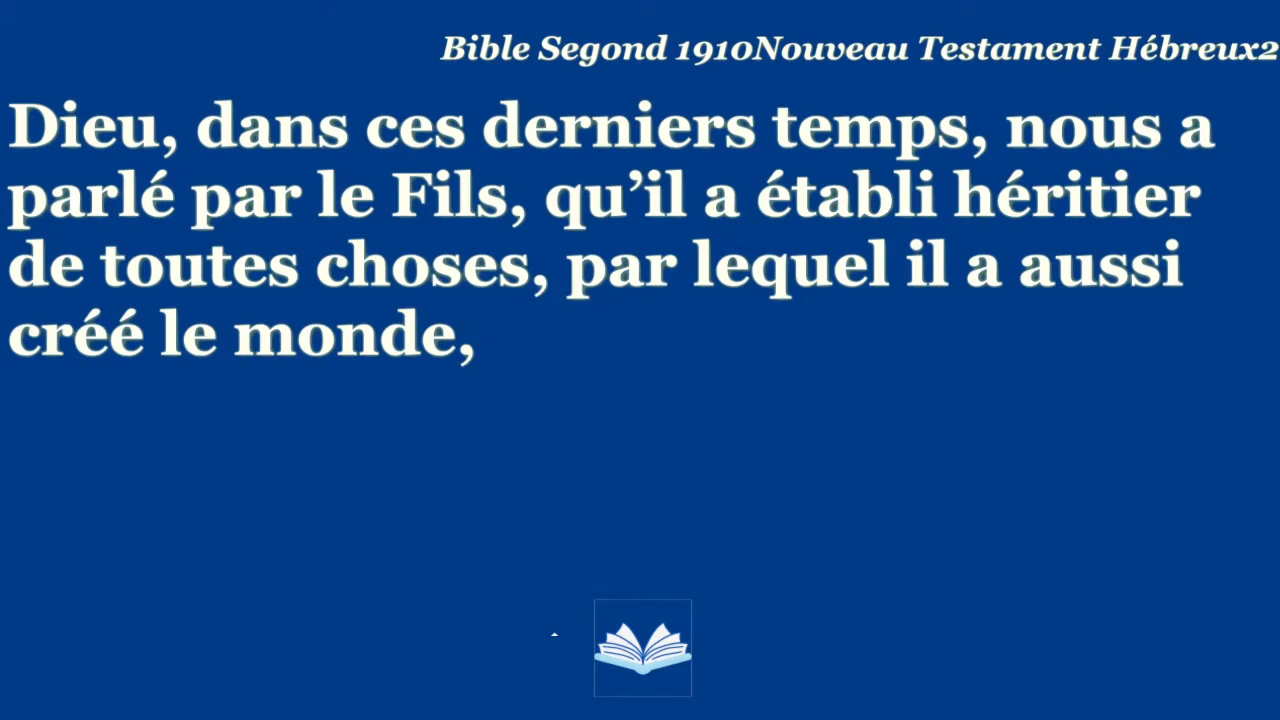 Bible Segond 1910Nouveau Testament Hébreux2
Dieu, dans ces derniers temps, nous a
parlé par le Fils, qu’il a établi héritier
de toutes choses, par lequel il a aussi
créé le monde,